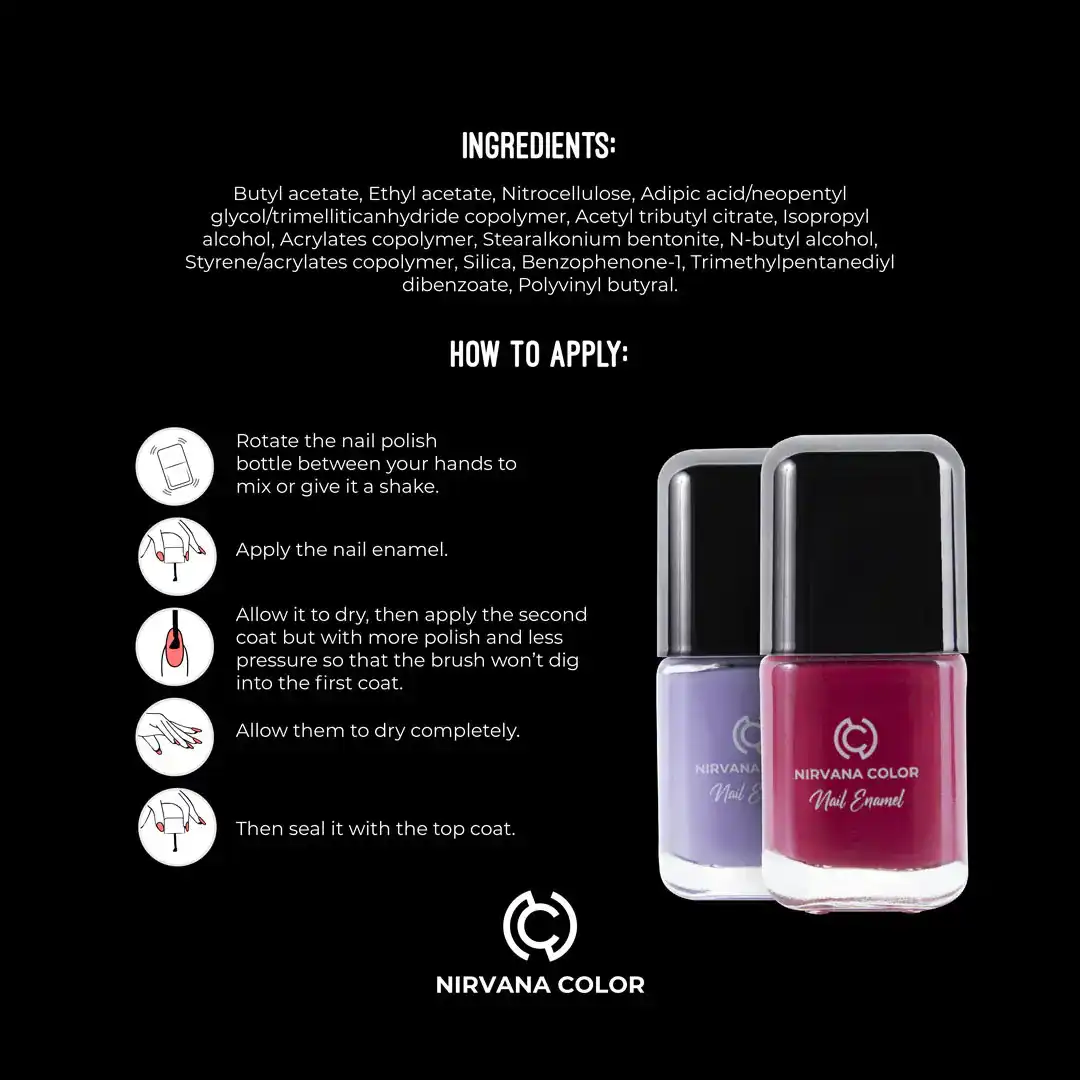 INGREDIENTS:
Butyl acetate, Ethyl acetate, Nitrocellulose, Adipic acid/neopentyl
glycol/trimelliticanhydride copolymer, Acetyl tributyl citrate, Isopropyl
alcohol, Acrylates copolymer, Stearalkonium bentonite, N-butyl alcohol,
Styrene/acrylates copolymer, Silica, Benzophenone-1, Trimethylpentanediyl
dibenzoate, Polyvinyl butyral.
HOW TO APPLY:
Rotate the nail polish
bottle between your hands to
mix or give it a shake.
Apply the nail enamel.
Allow it to dry, then apply the second
coat but with more polish and less
pressure so that the brush won’t dig
into the first coat.
Allow them to dry completely.
Then seal it with the top coat.
NIRVANA
Nail
NIRVANA COLOR
Nail Enamel
NIRVANA COLOR